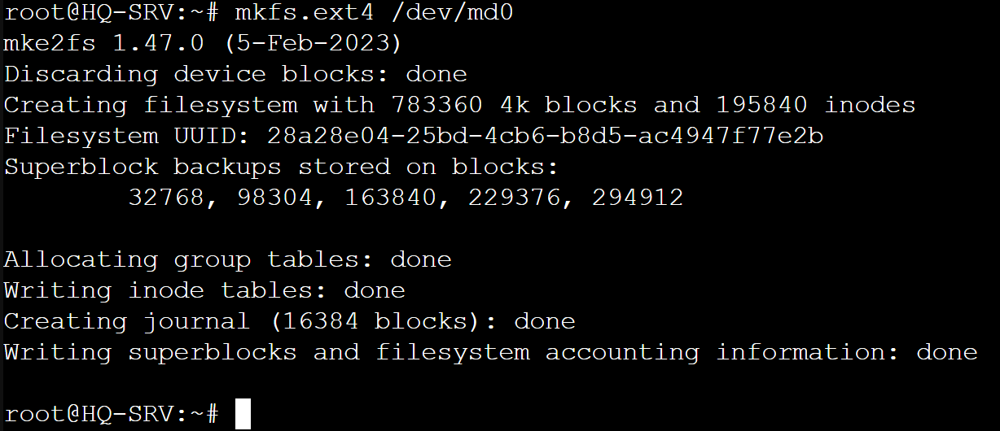 root@HQ-SRV:~# mkfs.ext4 /dev/md0
mke2fs 1.47.0 (5-Feb-2023)
Discarding device blocks: done
Creating filesystem with 783360 4k blocks and 195840 inodes
Filesystem UUID: 28a28e04-25bd-4cb6-b8d5-ac4947f77e2b
Superblock backups stored on blocks:
        32768, 98304, 163840, 229376, 294912

Allocating group tables: done
Writing inode tables: done
Creating journal (16384 blocks): done
Writing superblocks and filesystem accounting information: done

root@HQ-SRV:~#